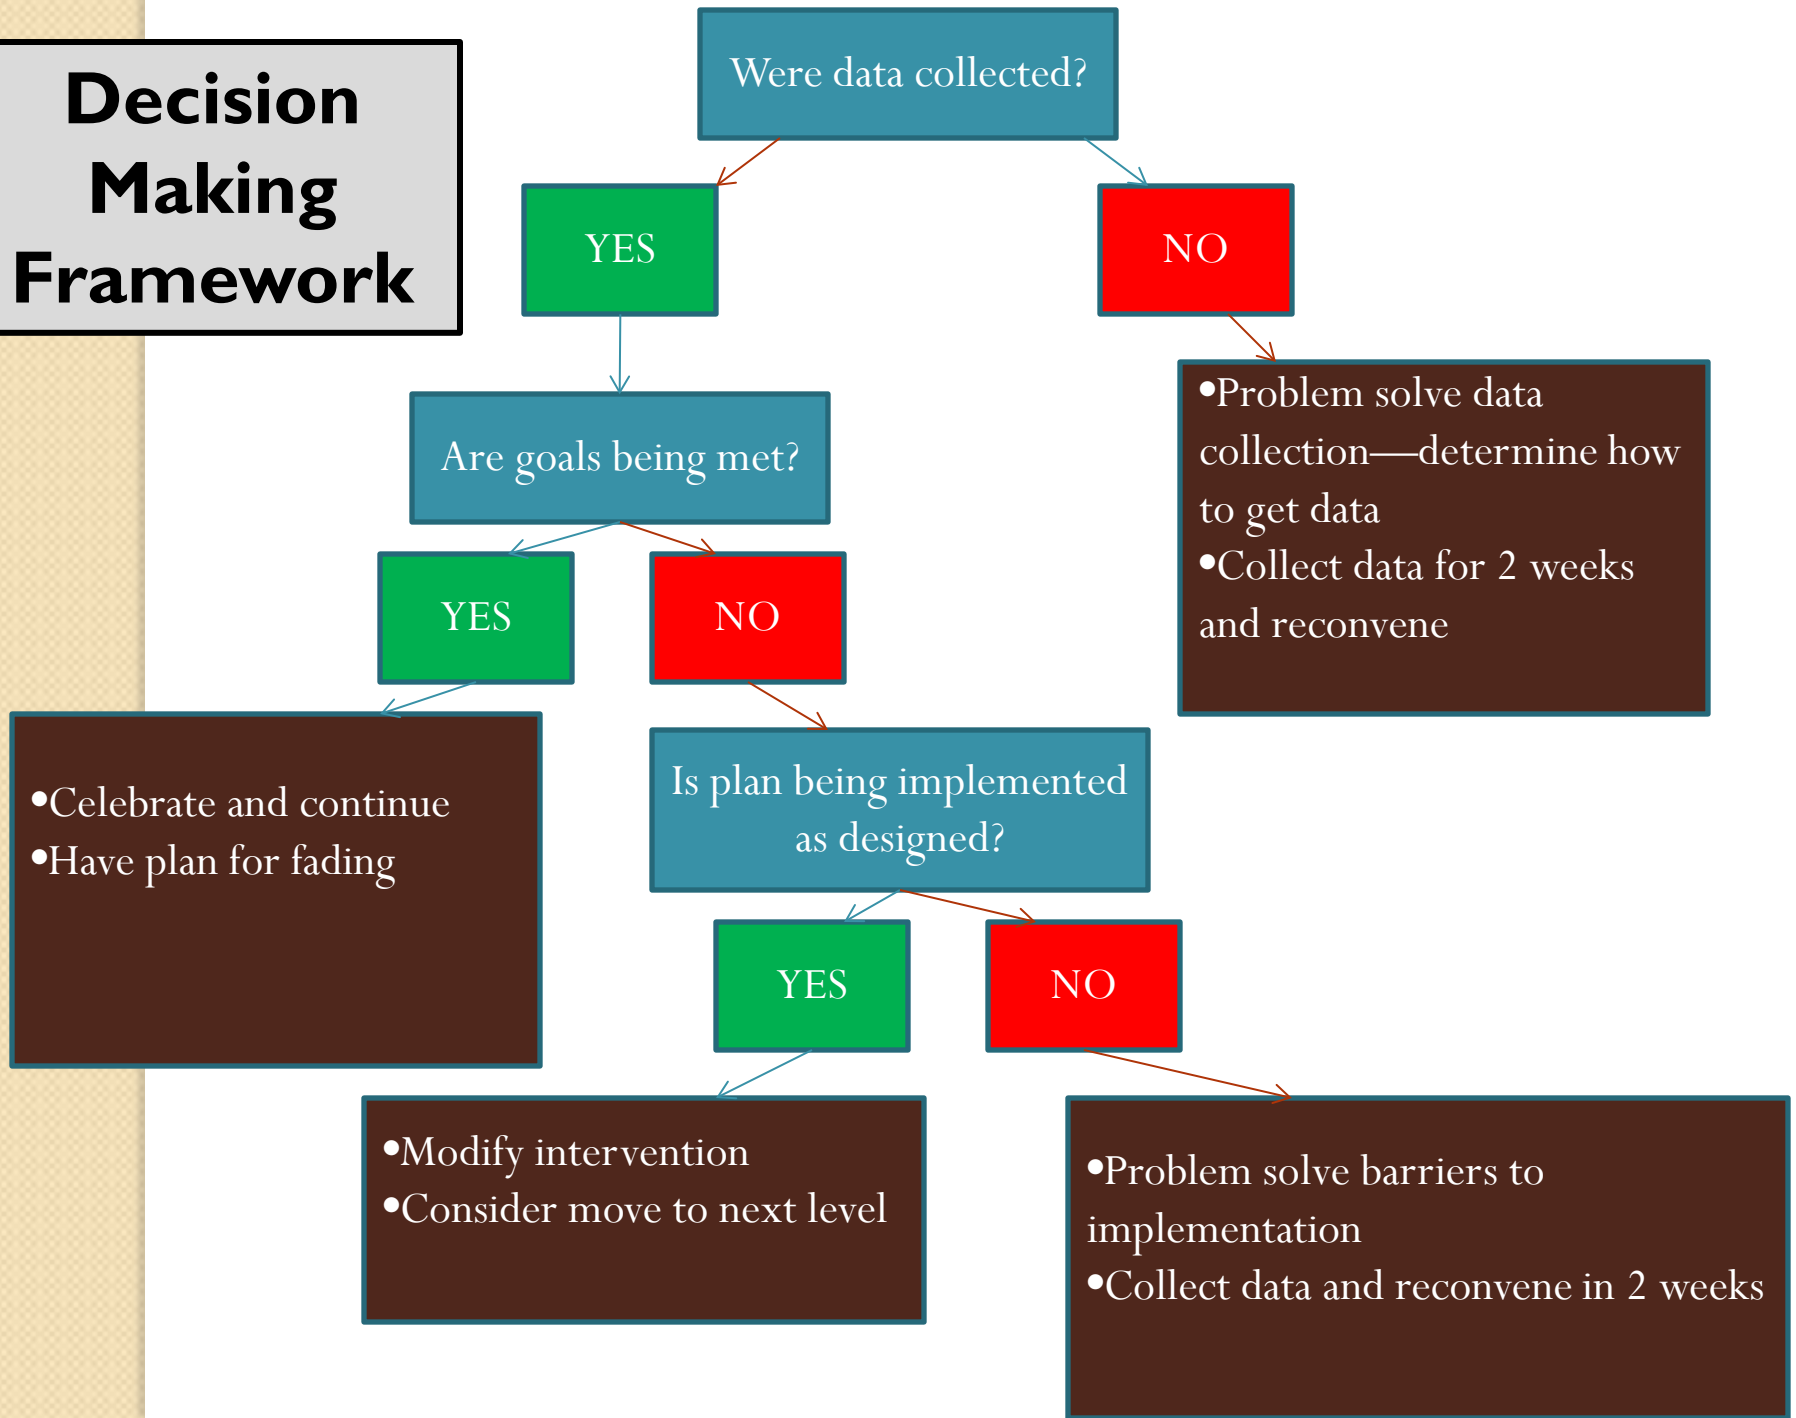 Decision
Making
Framework
Were data collected?
YES
NO
•Problem solve data
collection—determine how
to get data
•Collect data for 2 weeks
and reconvene
Are goals being met?
YES
NO
•Celebrate and continue
•Have plan for fading
Is plan being implemented
as designed?
YES
NO
•Modify intervention
•Consider move to next level
•Problem solve barriers to
implementation
•Collect data and reconvene in 2 weeks